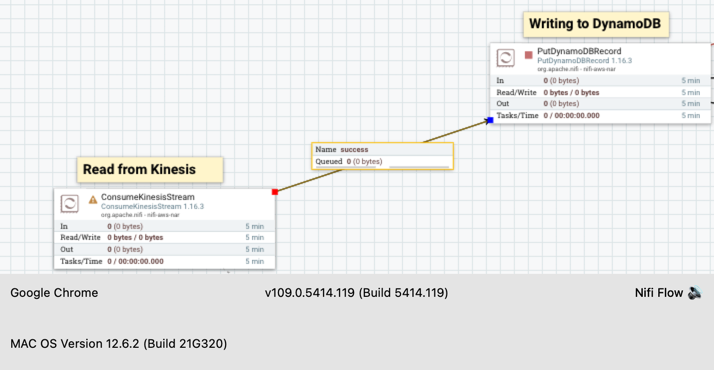 Writing to DynamoDB
PutDynamoDBRecord
PutDynamoDBRecord 1.16.3
org.apache.nifi - nifi-aws-nar
In 0 (0 bytes) 5 min
Read/Write 0 bytes / 0 bytes 5 min
Out 0 (0 bytes) 5 min
Tasks/Time 0 / 00:00:00.000 5 min
Name success
Queued 0 (0 bytes)
Read from Kinesis
ConsumeKinesisStream
ConsumeKinesisStream 1.16.3
org.apache.nifi - nifi-aws-nar
In 0 (0 bytes) 5 min
Read/Write 0 bytes / 0 bytes 5 min
Out 0 (0 bytes) 5 min
Tasks/Time 0 / 00:00:00.000 5 min
Google Chrome v109.0.5414.119 (Build 5414.119) Nifi Flow 🔊
MAC OS Version 12.6.2 (Build 21G320)